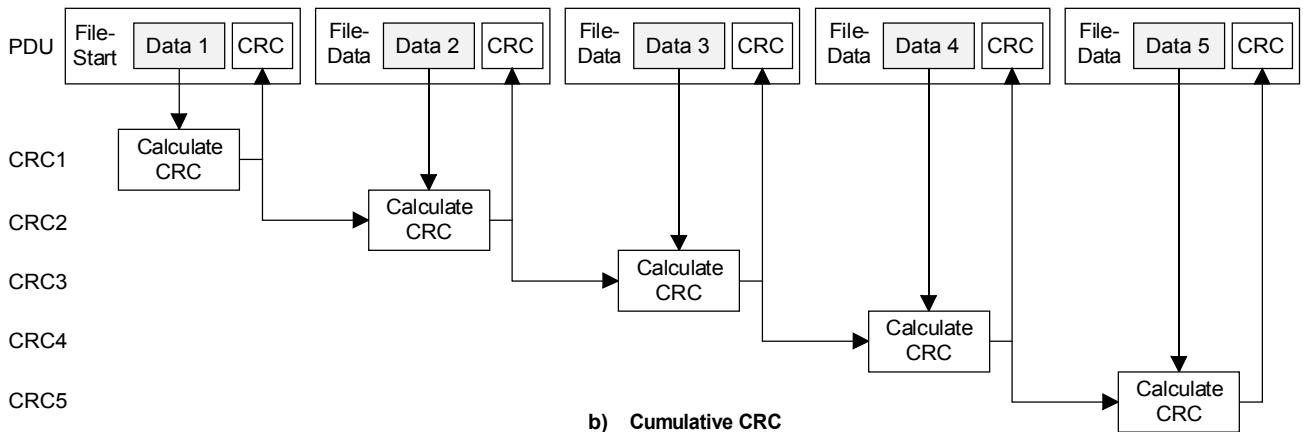 PDU
File-
Start
Data 1
CRC
File-
Data
Data 2
CRC
File-
Data
Data 3
CRC
File-
Data
Data 4
CRC
File-
Data
Data 5
CRC
CRC1
Calculate
CRC
CRC2
Calculate
CRC
CRC3
Calculate
CRC
CRC4
Calculate
CRC
CRC5
Calculate
CRC
b) Cumulative CRC